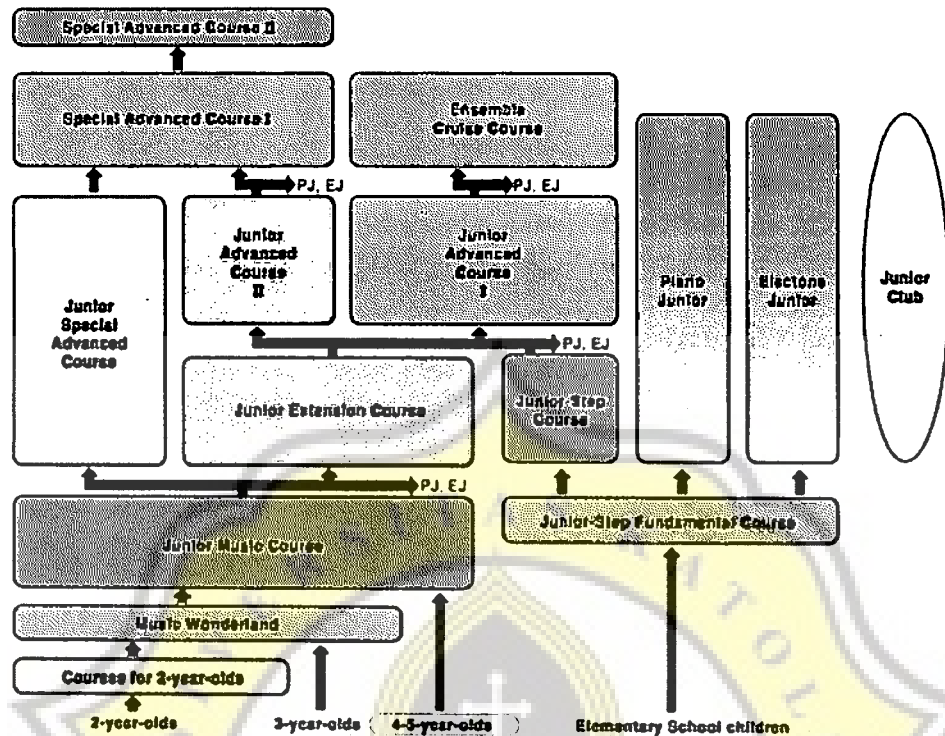 Special Advanced Course II
Special Advanced Course I
Ensemble
Cruise Course
PJ, EJ
PJ, EJ
Junior
Special
Advanced
Course
Junior
Advanced
Course
II
Junior
Advanced
Course
I
Piano
Junior
Electone
Junior
Junior
Club
PJ, EJ
Junior Extension Course
Junior-Step
Course
PJ, EJ
Junior Music Course
Junior-Step Fundamental Course
Music Wonderland
Courses for 2-year-olds
2-year-olds
3-year-olds
4-5-year-olds
Elementary School children